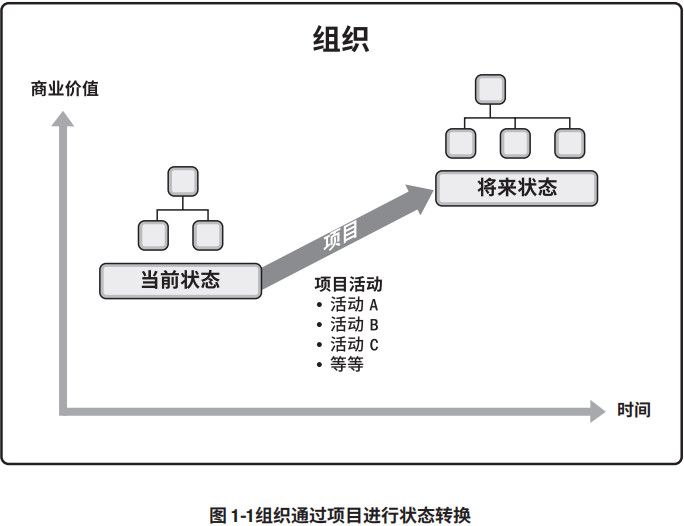 组织
商业价值
将来状态
项目
当前状态
项目活动
• 活动 A
• 活动 B
• 活动 C
• 等等
时间
图 1-1组织通过项目进行状态转换